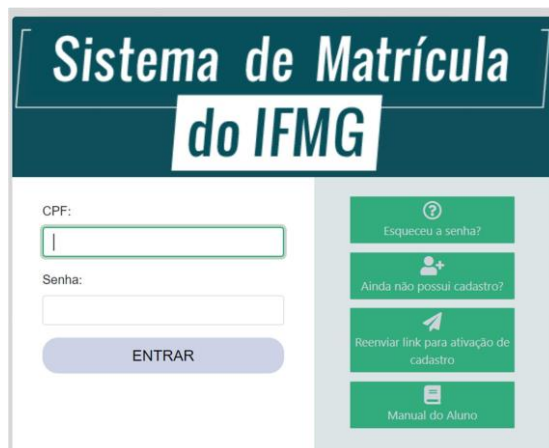 Sistema de Matrícula
do IFMG
CPF:
Senha:
ENTRAR
Esqueceu a senha?
Ainda não possui cadastro?
Reenviar link para ativação de
cadastro
Manual do Aluno